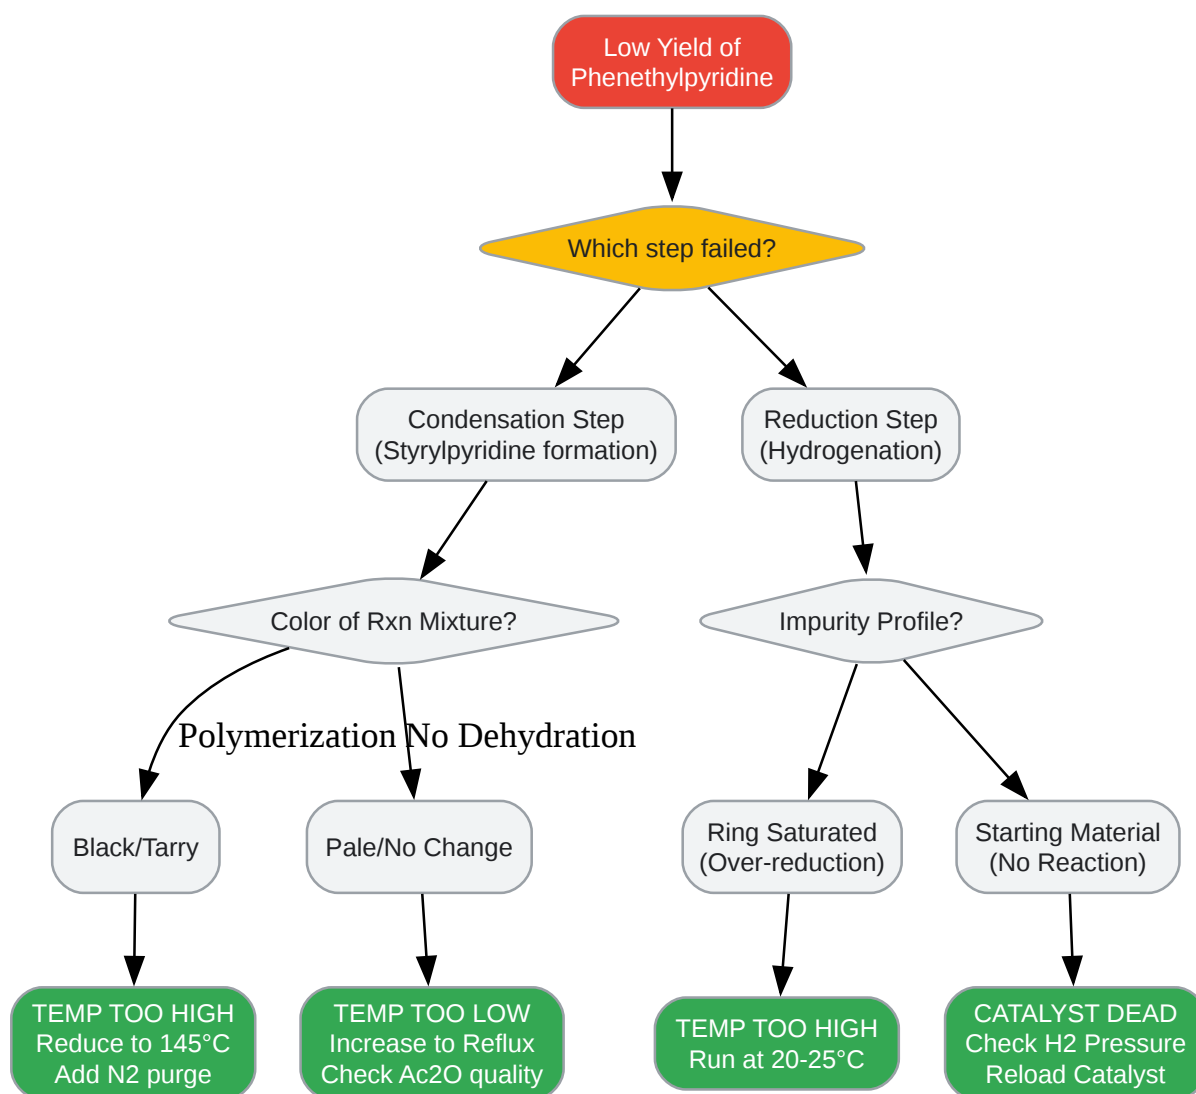 Low Yield of
Phenethylpyridine
Which step failed?
Condensation Step
(Styrylpyridine formation)
Reduction Step
(Hydrogenation)
Color of Rxn Mixture?
Impurity Profile?
Polymerization
No Dehydration
Black/Tarry
Pale/No Change
Ring Saturated
(Over-reduction)
Starting Material
(No Reaction)
TEMP TOO HIGH
Reduce to 145°C
Add N2 purge
TEMP TOO LOW
Increase to Reflux
Check Ac2O quality
TEMP TOO HIGH
Run at 20-25°C
CATALYST DEAD
Check H2 Pressure
Reload Catalyst